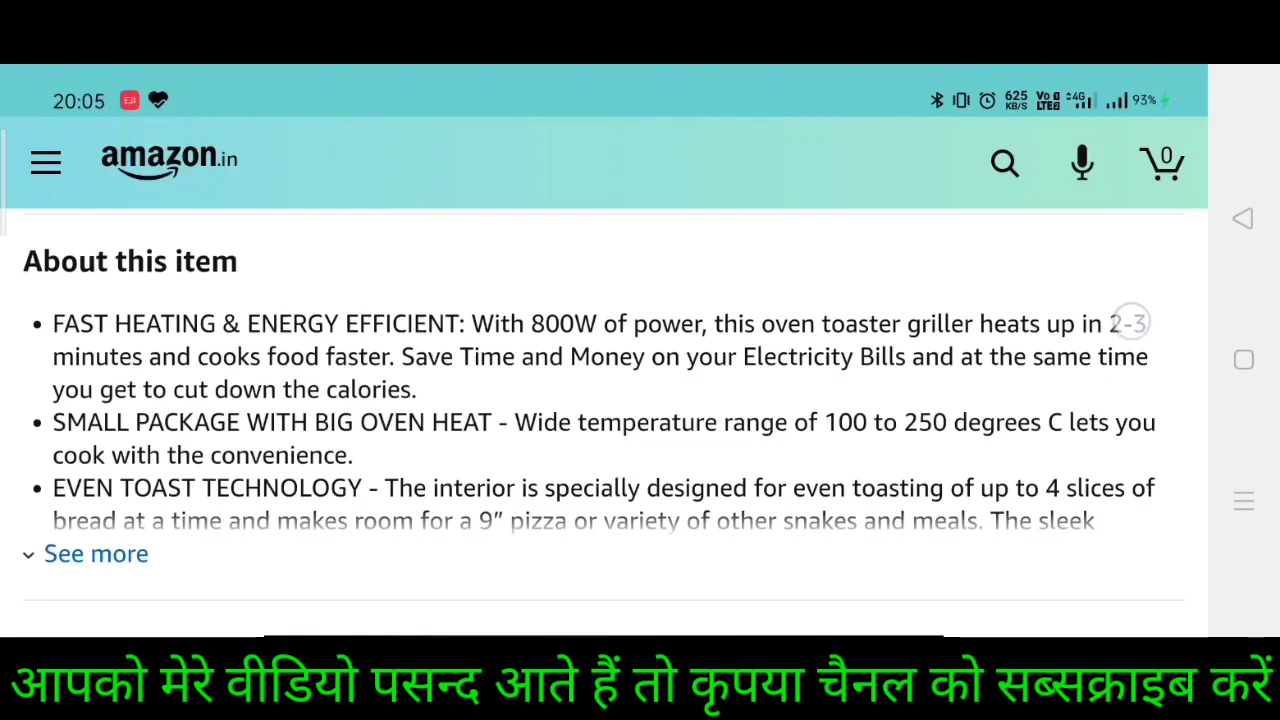 20:05 625 KB/S Vo LTE2 4G 93%
amazon.in 0
About this item
• FAST HEATING & ENERGY EFFICIENT: With 800W of power, this oven toaster griller heats up in 2-3
minutes and cooks food faster. Save Time and Money on your Electricity Bills and at the same time
you get to cut down the calories.
• SMALL PACKAGE WITH BIG OVEN HEAT - Wide temperature range of 100 to 250 degrees C lets you
cook with the convenience.
• EVEN TOAST TECHNOLOGY - The interior is specially designed for even toasting of up to 4 slices of
bread at a time and makes room for a 9” pizza or variety of other snakes and meals. The sleek
See more
आपको मेरे वीडियो पसन्द आते हैं तो कृपया चैनल को सब्सक्राइब करें